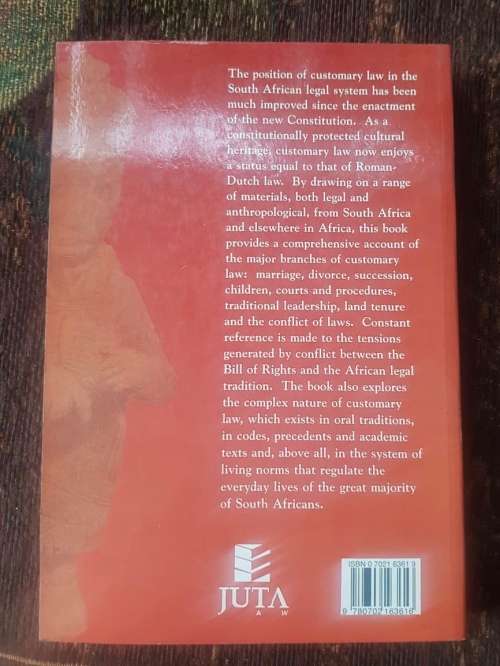 The position of customary law in the
South African legal system has been
much improved since the enactment
of the new Constitution. As a
constitutionally protected cultural
heritage, customary law now enjoys
a status equal to that of Roman-
Dutch law. By drawing on a range
of materials, both legal and
anthropological, from South Africa
and elsewhere in Africa, this book
provides a comprehensive account of
the major branches of customary
law: marriage, divorce, succession,
children, courts and procedures,
traditional leadership, land tenure
and the conflict of laws. Constant
reference is made to the tensions
generated by conflict between the
Bill of Rights and the African legal
tradition. The book also explores
the complex nature of customary
law, which exists in oral traditions,
in codes, precedents and academic
texts and, above all, in the system of
living norms that regulate the
everyday lives of the great majority
of South Africans.
JUTA
LAW
ISBN 0 7021 6361 9
9 780702 163616